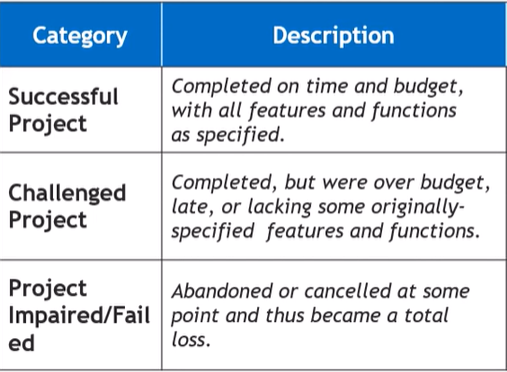 Category
Description
Successful
Project
Completed on time and budget,
with all features and functions
as specified.
Challenged
Project
Completed, but were over budget,
late, or lacking some originally-
specified features and functions.
Project
Impaired/Fail
ed
Abandoned or cancelled at some
point and thus became a total
loss.